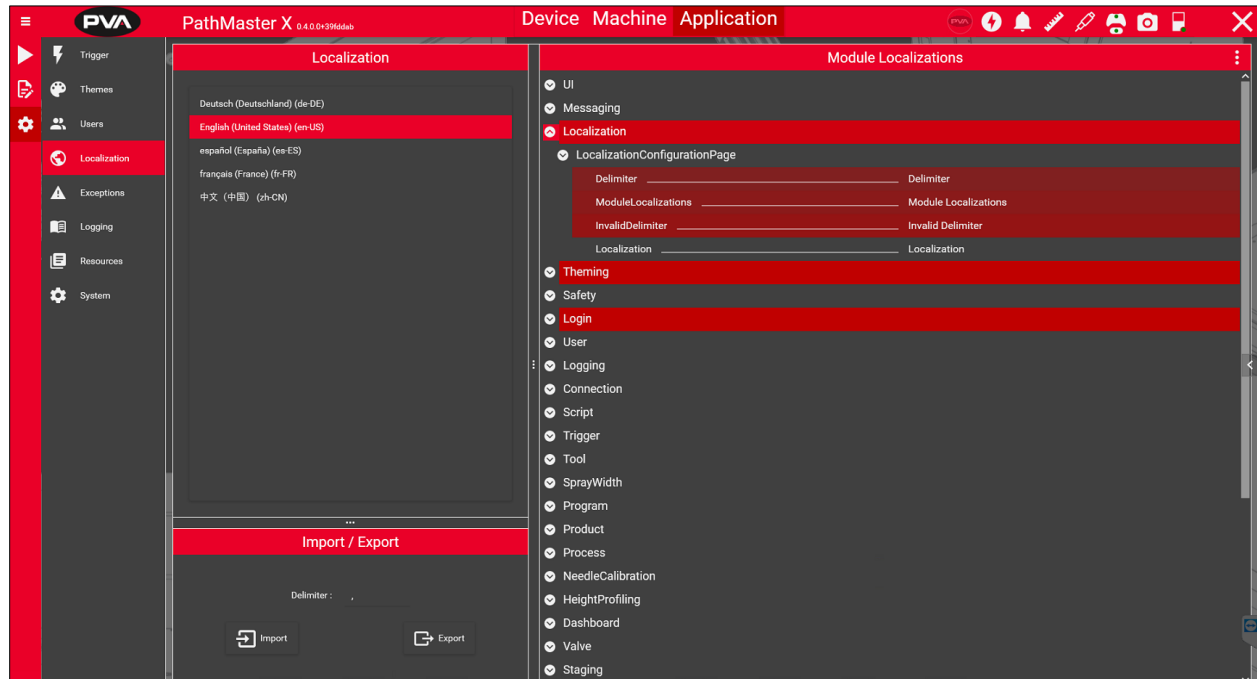 PVA
PathMaster X 0.4.0.0+39fddab
Device Machine Application
Trigger
Themes
Users
Localization
Exceptions
Logging
Resources
System
Localization
Deutsch (Deutschland) (de-DE)
English (United States) (en-US)
español (España) (es-ES)
français (France) (fr-FR)
中文（中国） (zh-CN)
Import / Export
Delimiter : ,
Import
Export
Module Localizations
UI
Messaging
Localization
LocalizationConfigurationPage
Delimiter Delimiter
ModuleLocalizations Module Localizations
InvalidDelimiter Invalid Delimiter
Localization Localization
Theming
Safety
Login
User
Logging
Connection
Script
Trigger
Tool
SprayWidth
Program
Product
Process
NeedleCalibration
HeightProfiling
Dashboard
Valve
Staging